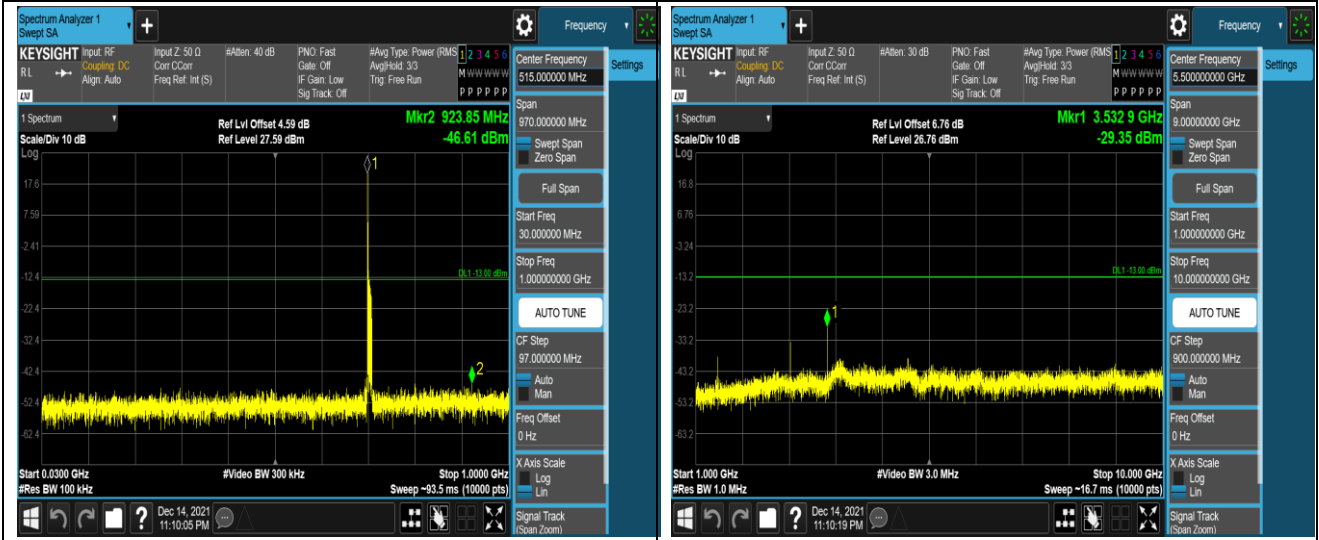 Spectrum Analyzer 1
Swept SA
+
Frequency
KEYSIGHT
RL
LXI
Input: RF
Coupling: DC
Align: Auto
Input Z: 50 Ω
Corr CCorr
Freq Ref: Int (S)
#Atten: 40 dB
PNO: Fast
Gate: Off
IF Gain: Low
Sig Track: Off
#Avg Type: Power (RMS
Avg|Hold: 3/3
Trig: Free Run
1 2 3 4 5 6
M W W W W W
P P P P P P
Center Frequency
515.000000 MHz
Settings
Span
970.000000 MHz
Swept Span
Zero Span
Full Span
Start Freq
30.000000 MHz
Stop Freq
1.000000000 GHz
AUTO TUNE
CF Step
97.000000 MHz
Auto
Man
Freq Offset
0 Hz
X Axis Scale
Log
Lin
Signal Track
(Span Zoom)
1 Spectrum
Scale/Div 10 dB
Ref Lvl Offset 4.59 dB
Ref Level 27.59 dBm
Mkr2 923.85 MHz
-46.61 dBm
Log
1
17.6
7.59
-2.41
DL1 -13.00 dBm
-12.4
-22.4
-32.4
-42.4
2
-52.4
-62.4
Start 0.0300 GHz
#Video BW 300 kHz
Stop 1.0000 GHz
#Res BW 100 kHz
Sweep ~93.5 ms (10000 pts)
?
Dec 14, 2021
11:10:05 PM
Spectrum Analyzer 1
Swept SA
+
Frequency
KEYSIGHT
RL
LXI
Input: RF
Coupling: DC
Align: Auto
Input Z: 50 Ω
Corr CCorr
Freq Ref: Int (S)
#Atten: 30 dB
PNO: Fast
Gate: Off
IF Gain: Low
Sig Track: Off
#Avg Type: Power (RMS
Avg|Hold: 3/3
Trig: Free Run
1 2 3 4 5 6
M W W W W W
P P P P P P
Center Frequency
5.500000000 GHz
Settings
Span
9.00000000 GHz
Swept Span
Zero Span
Full Span
Start Freq
1.000000000 GHz
Stop Freq
10.000000000 GHz
AUTO TUNE
CF Step
900.000000 MHz
Auto
Man
Freq Offset
0 Hz
X Axis Scale
Log
Lin
Signal Track
(Span Zoom)
1 Spectrum
Scale/Div 10 dB
Ref Lvl Offset 6.76 dB
Ref Level 26.76 dBm
Mkr1 3.532 9 GHz
-29.35 dBm
Log
16.8
6.76
-3.24
DL1 -13.00 dBm
-13.2
-23.2
1
-33.2
-43.2
-53.2
-63.2
Start 1.000 GHz
#Video BW 3.0 MHz
Stop 10.000 GHz
#Res BW 1.0 MHz
Sweep ~16.7 ms (10000 pts)
?
Dec 14, 2021
11:10:19 PM